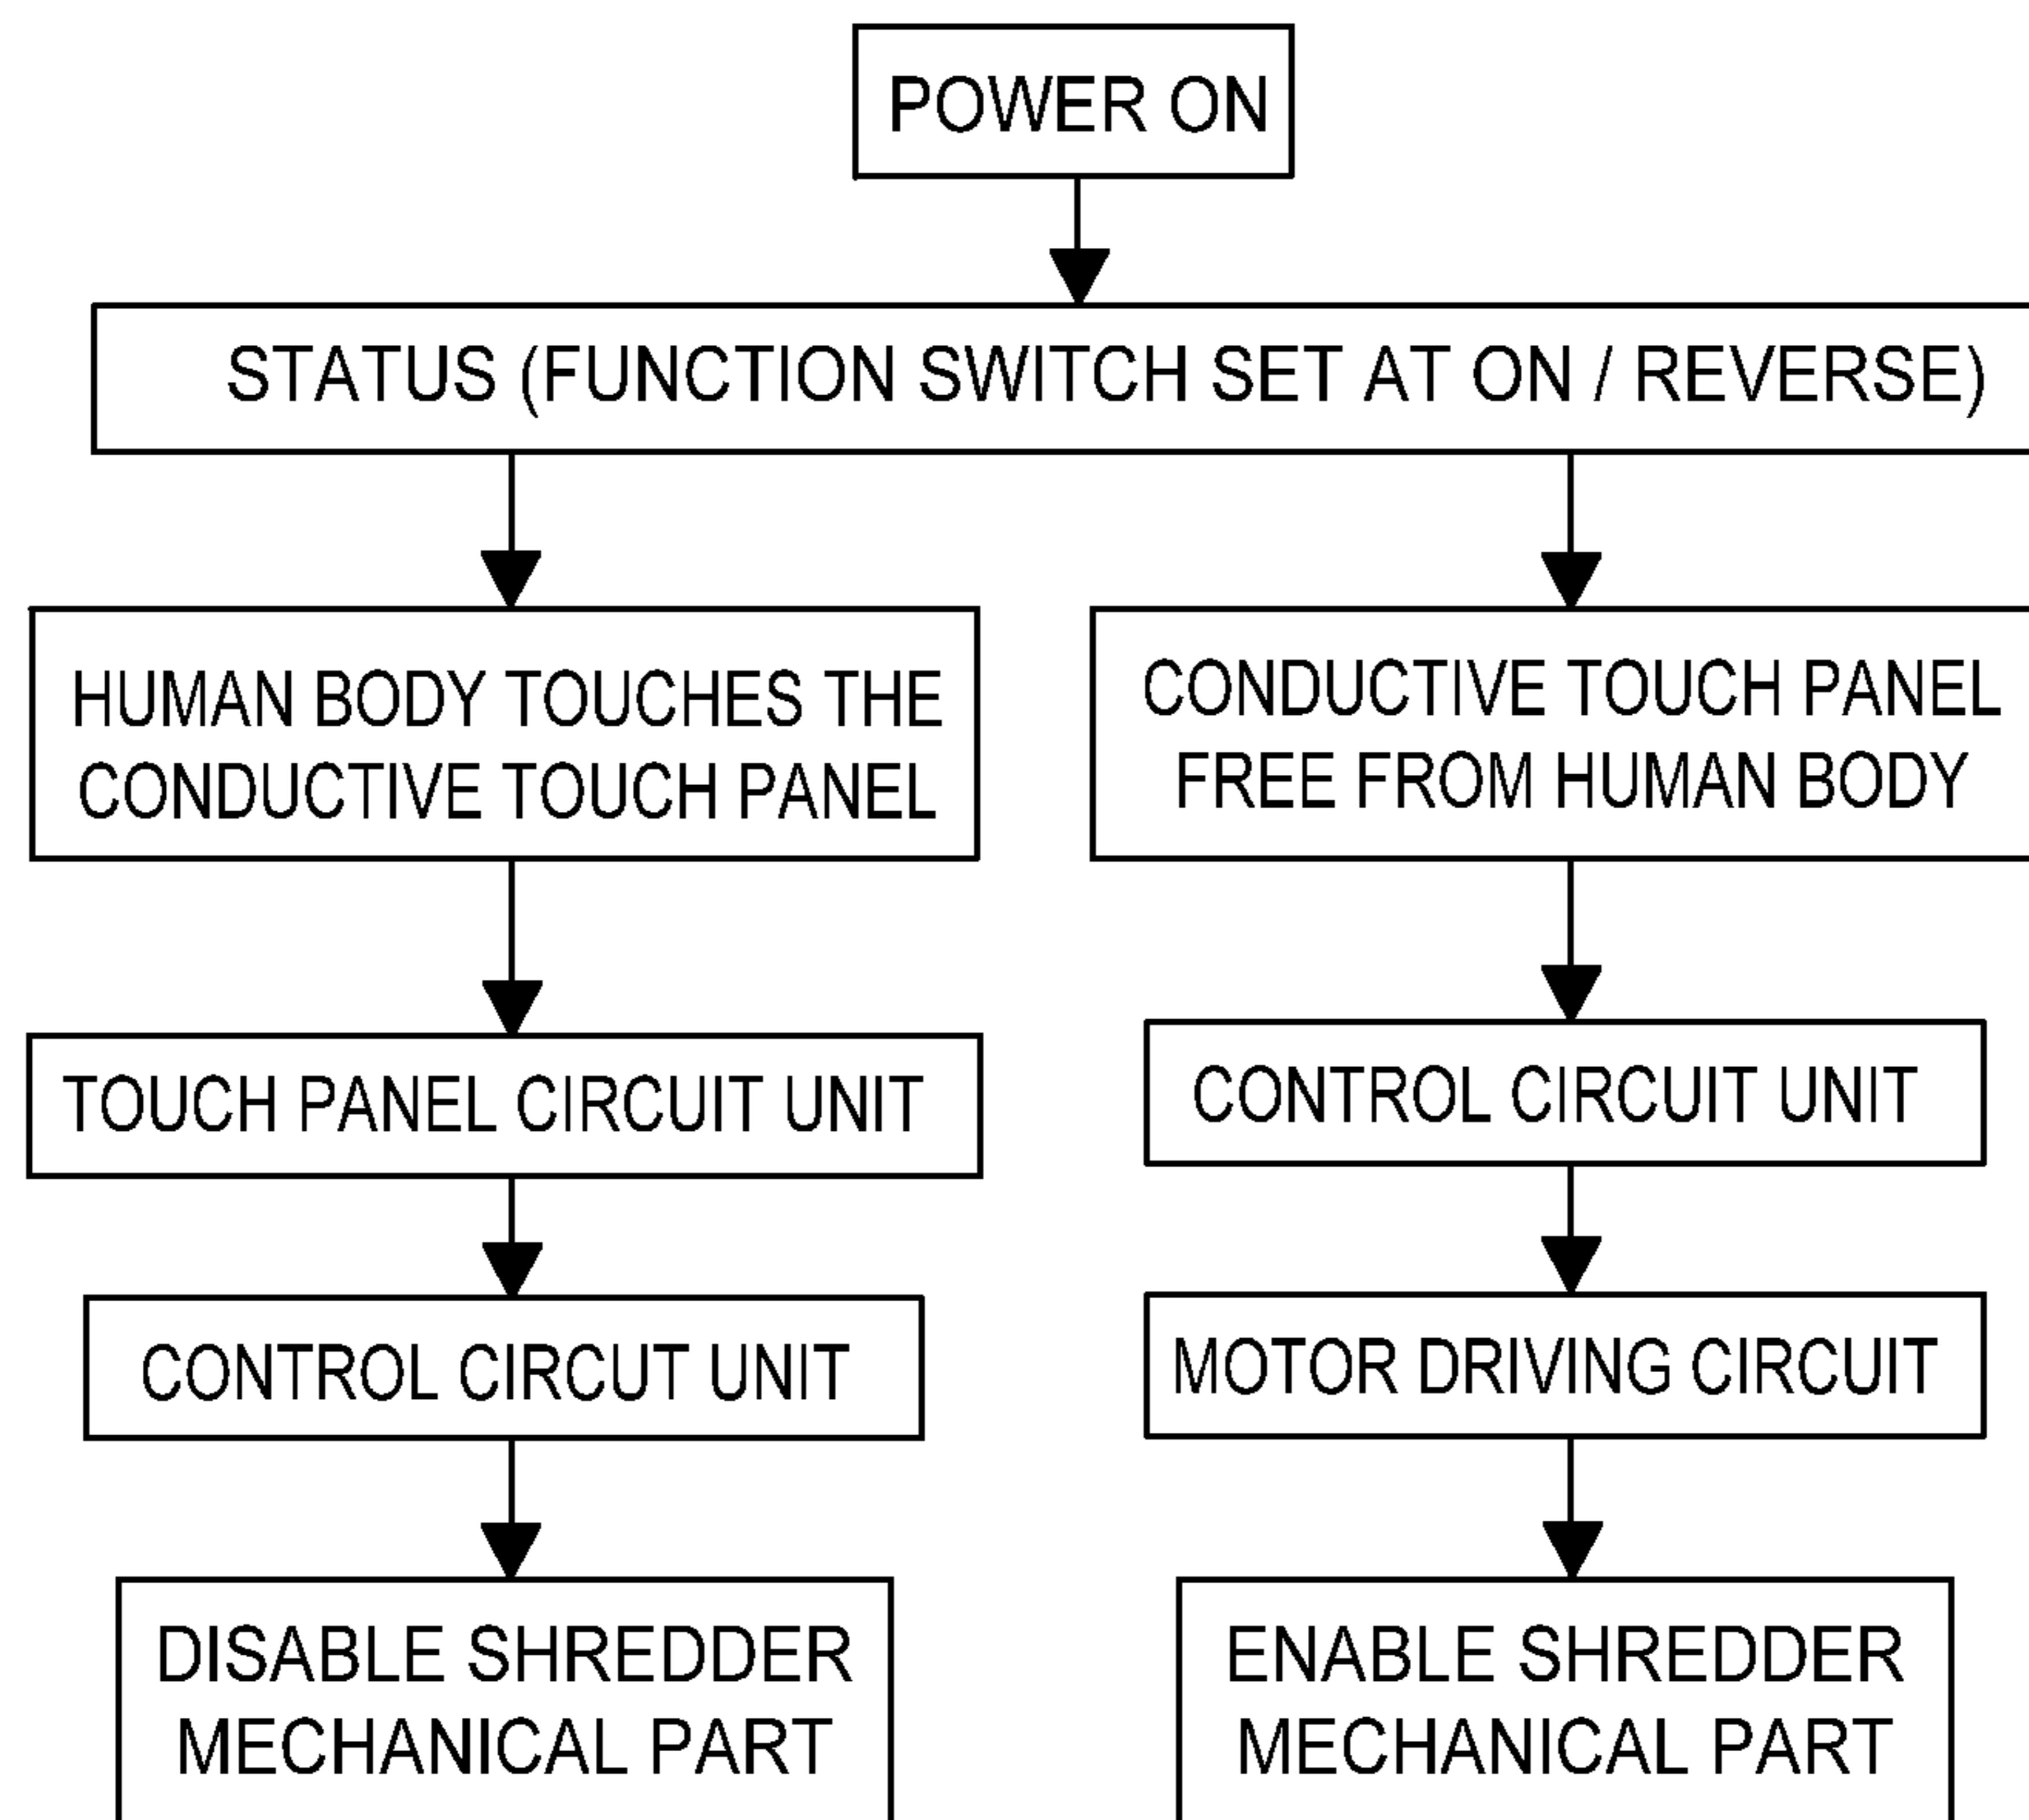 POWER ON
STATUS (FUNCTION SWITCH SET AT ON / REVERSE)
HUMAN BODY TOUCHES THE
CONDUCTIVE TOUCH PANEL
CONDUCTIVE TOUCH PANEL
FREE FROM HUMAN BODY
TOUCH PANEL CIRCUIT UNIT
CONTROL CIRCUIT UNIT
CONTROL CIRCUT UNIT
MOTOR DRIVING CIRCUIT
DISABLE SHREDDER
MECHANICAL PART
ENABLE SHREDDER
MECHANICAL PART